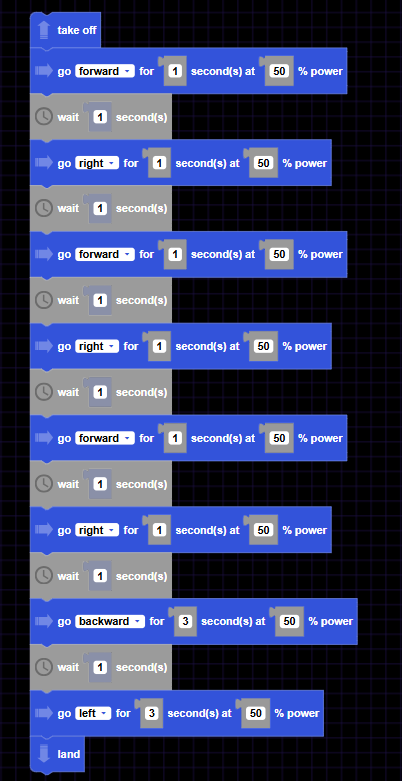 take off
go forward for 1 second(s) at 50 % power
wait 1 second(s)
go right for 1 second(s) at 50 % power
wait 1 second(s)
go forward for 1 second(s) at 50 % power
wait 1 second(s)
go right for 1 second(s) at 50 % power
wait 1 second(s)
go forward for 1 second(s) at 50 % power
wait 1 second(s)
go right for 1 second(s) at 50 % power
wait 1 second(s)
go backward for 3 second(s) at 50 % power
wait 1 second(s)
go left for 3 second(s) at 50 % power
land